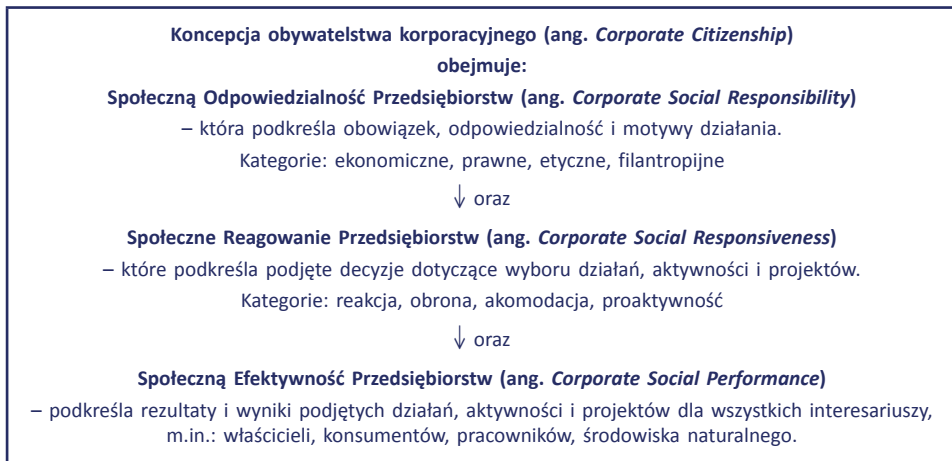 Koncepcja obywatelstwa korporacyjnego (ang. Corporate Citizenship)
obejmuje:
Społeczną Odpowiedzialność Przedsiębiorstw (ang. Corporate Social Responsibility)
– która podkreśla obowiązek, odpowiedzialność i motywy działania.
Kategorie: ekonomiczne, prawne, etyczne, filantropijne
↓ oraz
Społeczne Reagowanie Przedsiębiorstw (ang. Corporate Social Responsiveness)
– które podkreśla podjęte decyzje dotyczące wyboru działań, aktywności i projektów.
Kategorie: reakcja, obrona, akomodacja, proaktywność
↓ oraz
Społeczną Efektywność Przedsiębiorstw (ang. Corporate Social Performance)
– podkreśla rezultaty i wyniki podjętych działań, aktywności i projektów dla wszystkich interesariuszy,
m.in.: właścicieli, konsumentów, pracowników, środowiska naturalnego.